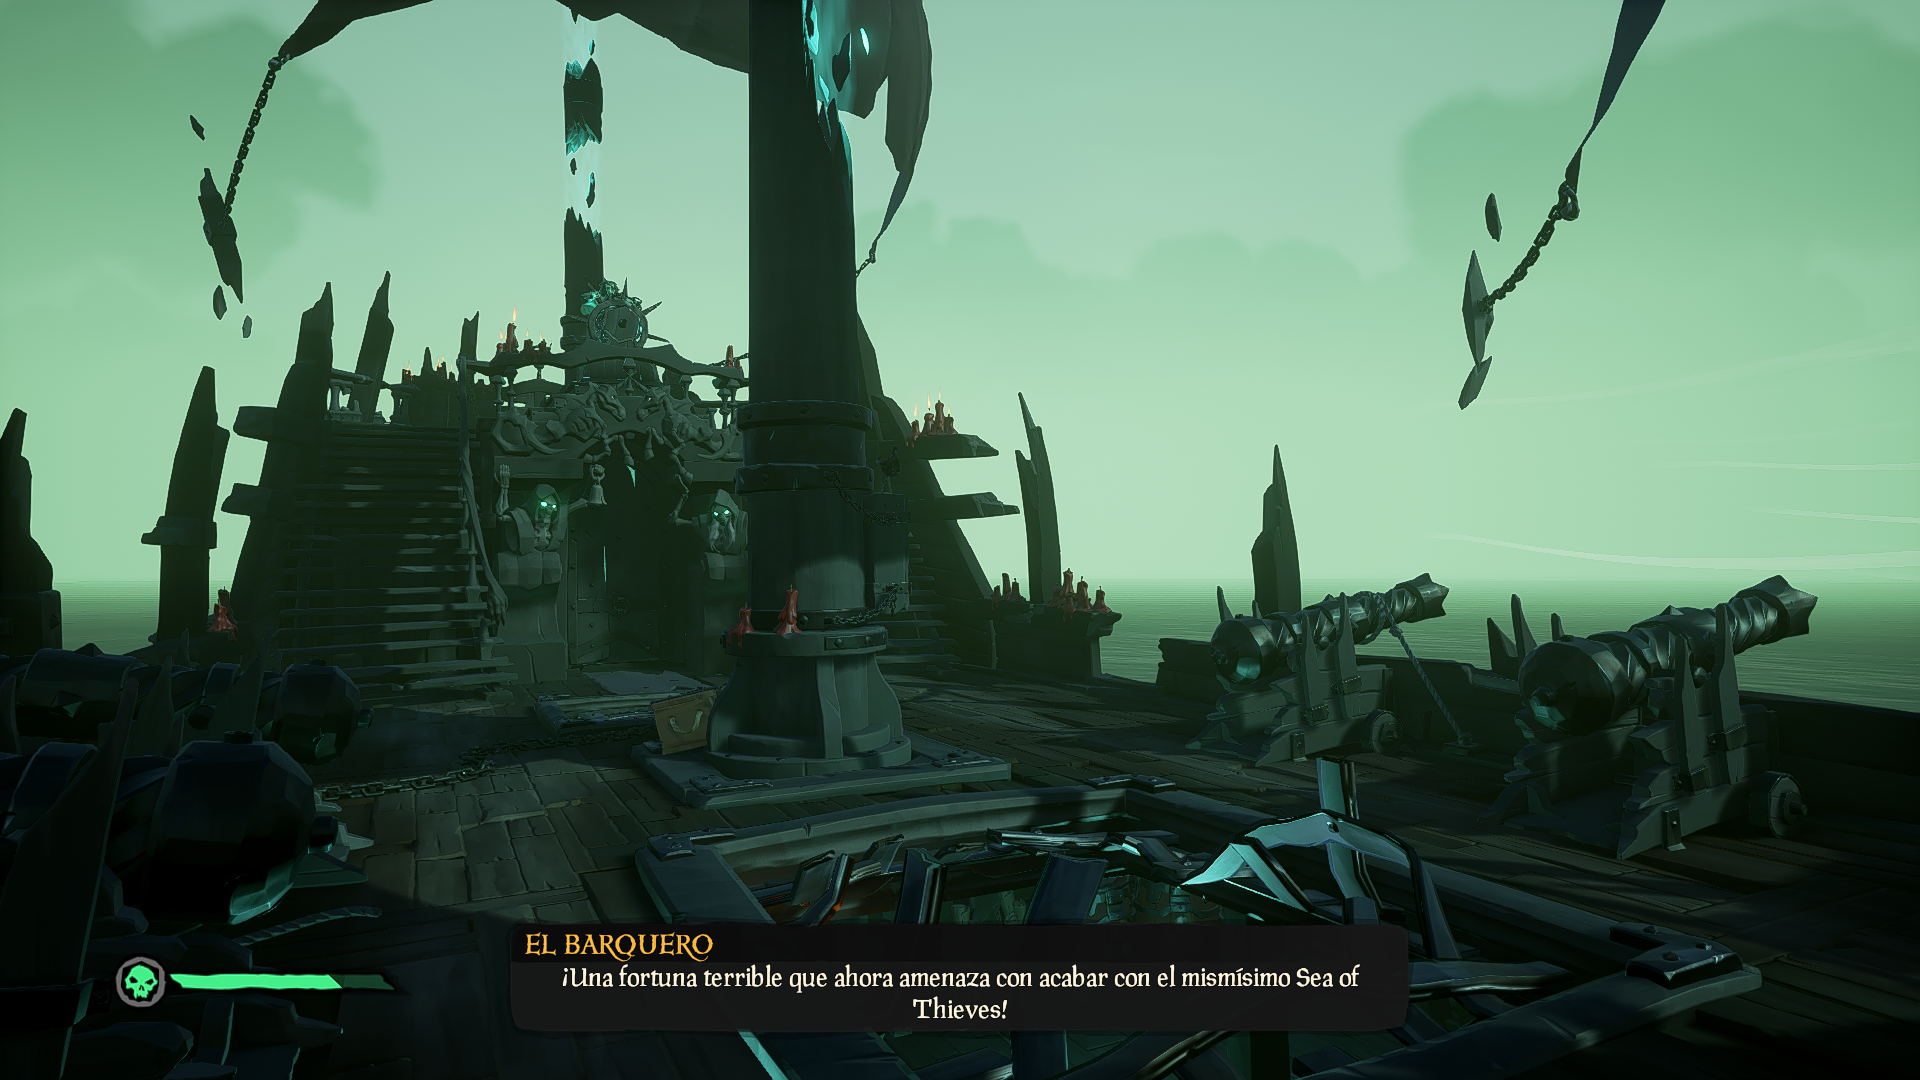 EL BARQUERO
¡Una fortuna terrible que ahora amenaza con acabar con el mismísimo Sea of
Thieves!